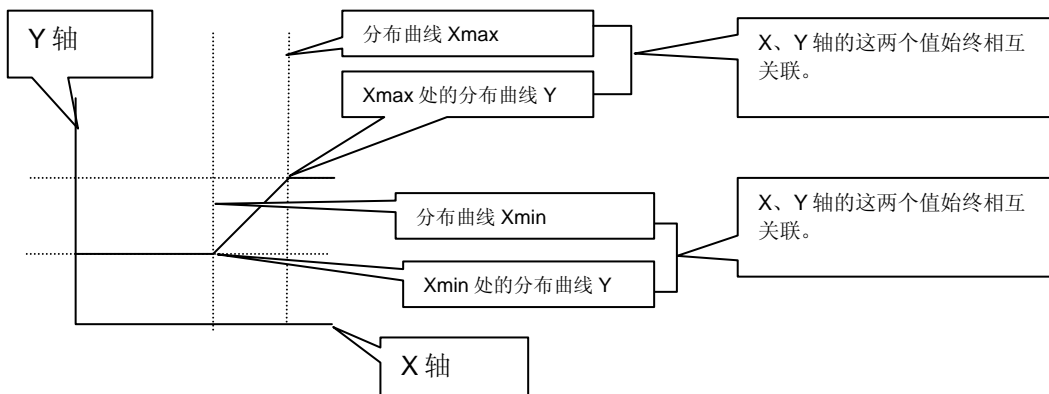 Y 轴
分布曲线 Xmax
X、Y 轴的这两个值始终相互
关联。
Xmax 处的分布曲线 Y
分布曲线 Xmin
X、Y 轴的这两个值始终相互
关联。
Xmin 处的分布曲线 Y
X 轴